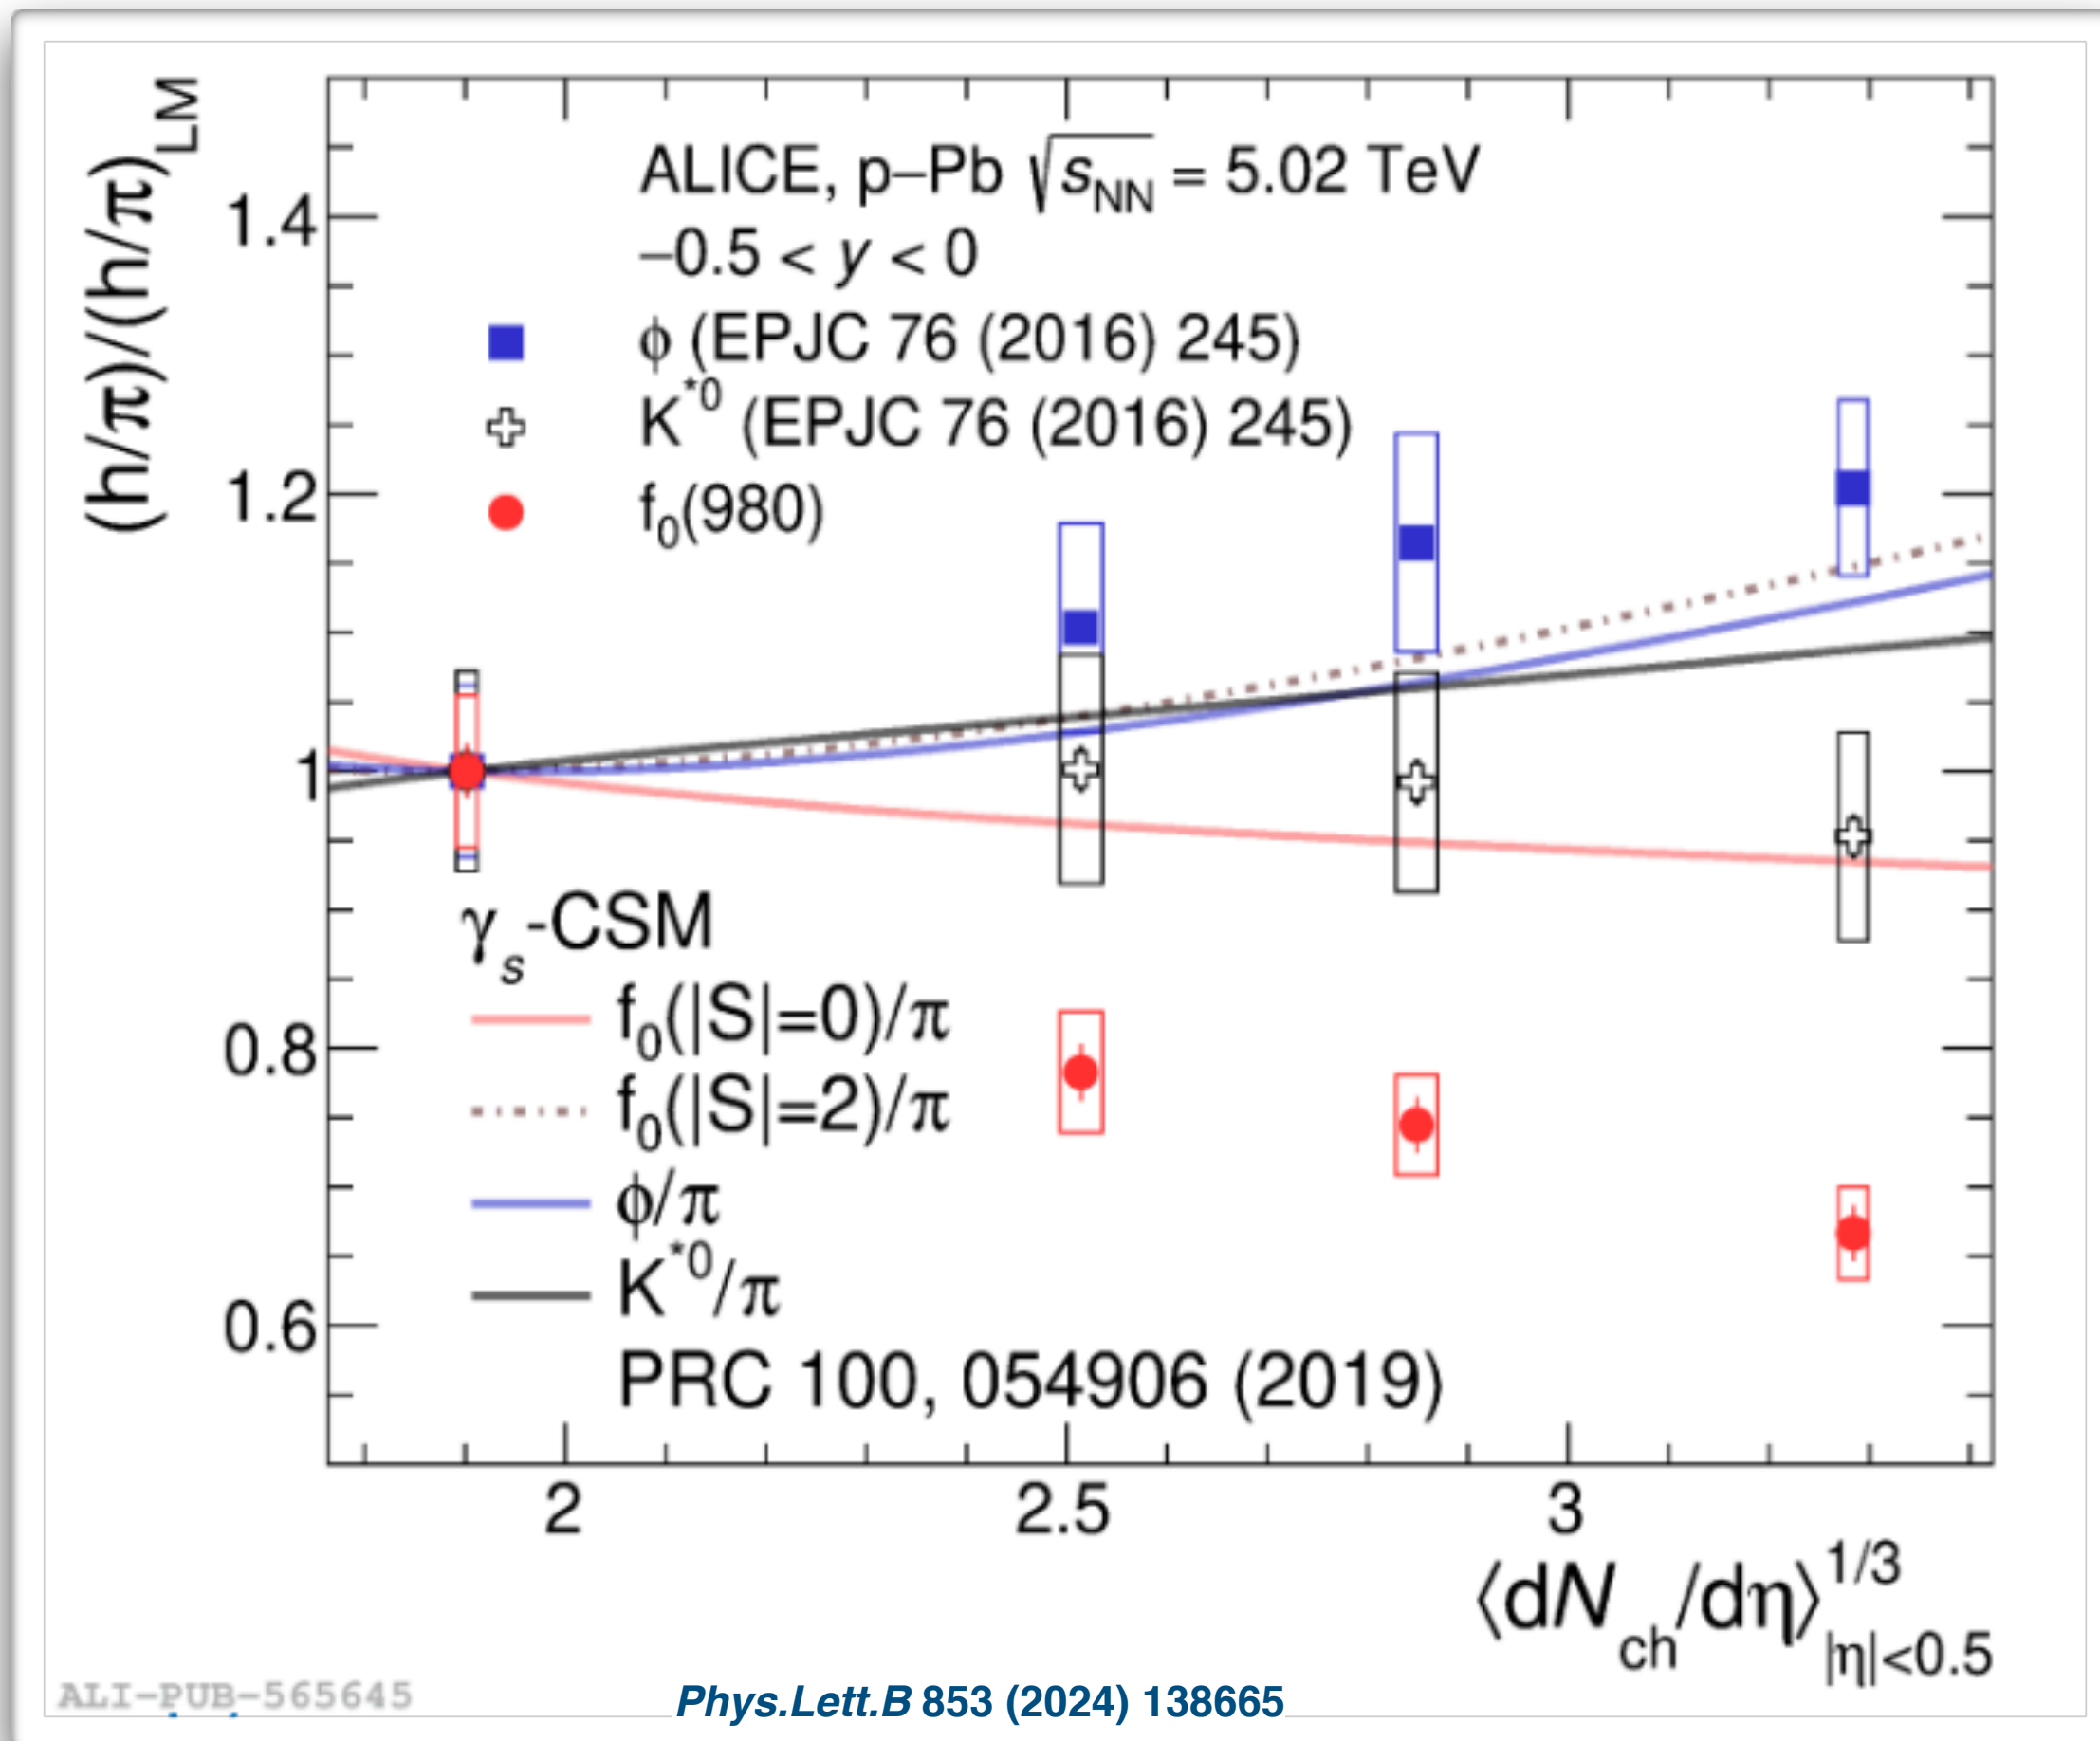 (h/π)/(h/π)LM
ALICE, p–Pb √sNN = 5.02 TeV
–0.5 < y < 0
ϕ (EPJC 76 (2016) 245)
K*0 (EPJC 76 (2016) 245)
f0(980)
1.4
1.2
1
0.8
0.6
γs-CSM
f0(|S|=0)/π
f0(|S|=2)/π
ϕ/π
K*0/π
PRC 100, 054906 (2019)
2 2.5 3
⟨dNch/dη⟩1/3|η|<0.5
ALI-PUB-565645
Phys.Lett.B 853 (2024) 138665